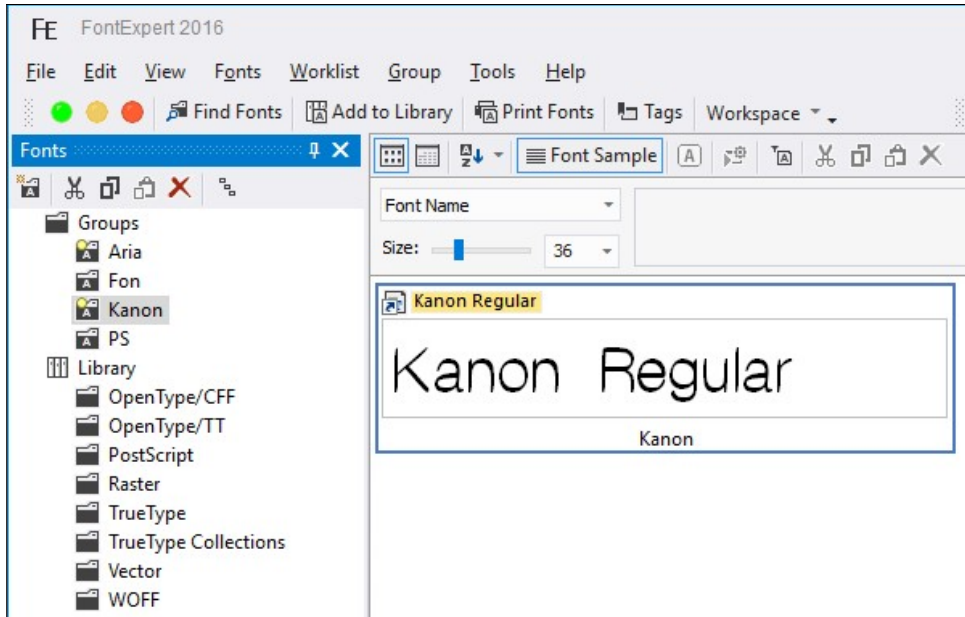 FE FontExpert 2016
File Edit View Fonts Worklist Group Tools Help
Find Fonts Add to Library Print Fonts Tags Workspace
Fonts
Font Sample
Groups
Aria
Fon
Kanon
PS
Library
OpenType/CFF
OpenType/TT
PostScript
Raster
TrueType
TrueType Collections
Vector
WOFF
Font Name
Size: 36
Kanon Regular
Kanon Regular
Kanon